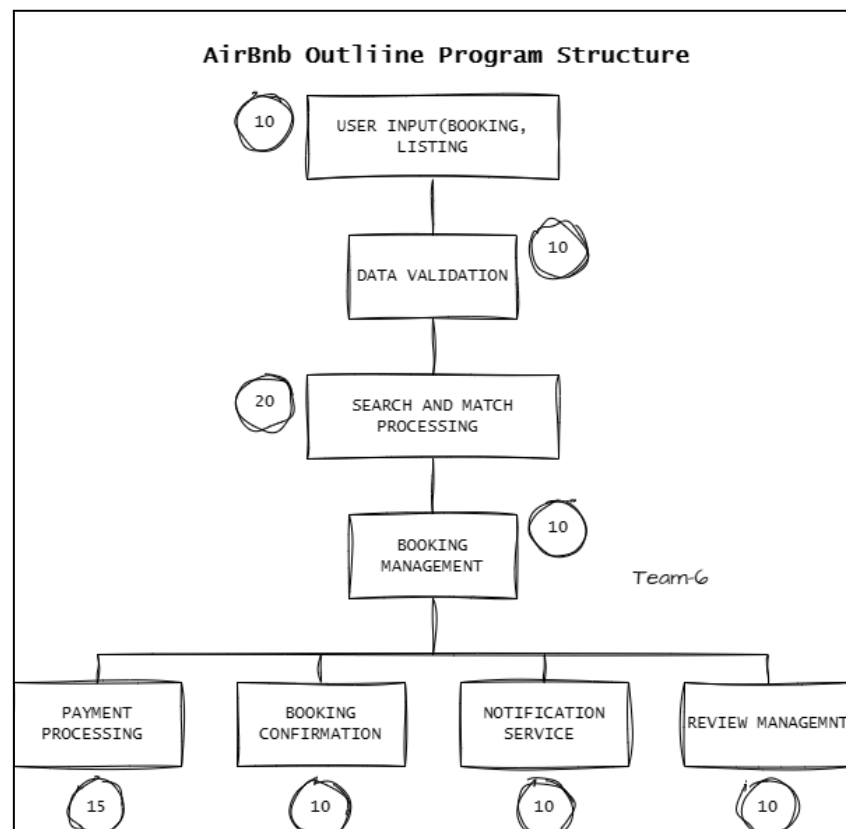 AirBnb Outliine Program Structure
10
USER INPUT(BOOKING,
LISTING
10
DATA VALIDATION
20
SEARCH AND MATCH
PROCESSING
10
BOOKING
MANAGEMENT
Team-6
PAYMENT
PROCESSING
BOOKING
CONFIRMATION
NOTIFICATION
SERVICE
REVIEW MANAGEMNT
15
10
10
10